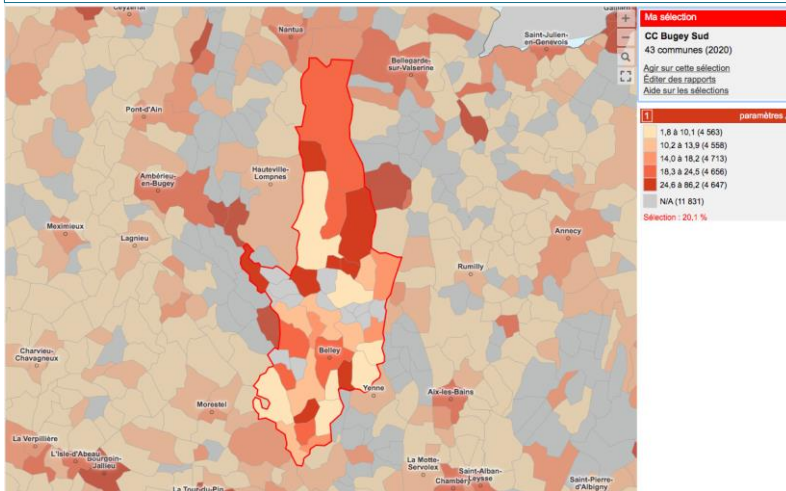 Nantua
Saint-Julien-
en-Genevois
Bellegarde-
sur-Valserine
Pont-d'Ain
Ambérieu-
en-Bugey
Hauteville-
Lompnes
Meximieux
Lagnieu
Annecy
Rumilly
Charvieu-
Chavagneux
Belley
Yenne
Morestel
Aix-les-Bains
La Verpillière
L'Isle-d'Abeau
Bourgoin-
Jallieu
La Tour-du-Pin
La Motte-
Servolex
Chambéry
Saint-Alban-
Leysse
Saint-Pierre-
d'Albigny
+
−
Ma sélection
CC Bugey Sud
43 communes (2020)
Agir sur cette sélection
Éditer des rapports
Aide sur les sélections
1 paramètres
1,8 à 10,1 (4 563)
10,2 à 13,9 (4 558)
14,0 à 18,2 (4 713)
18,3 à 24,5 (4 656)
24,6 à 86,2 (4 647)
N/A (11 831)
Sélection : 20,1 %